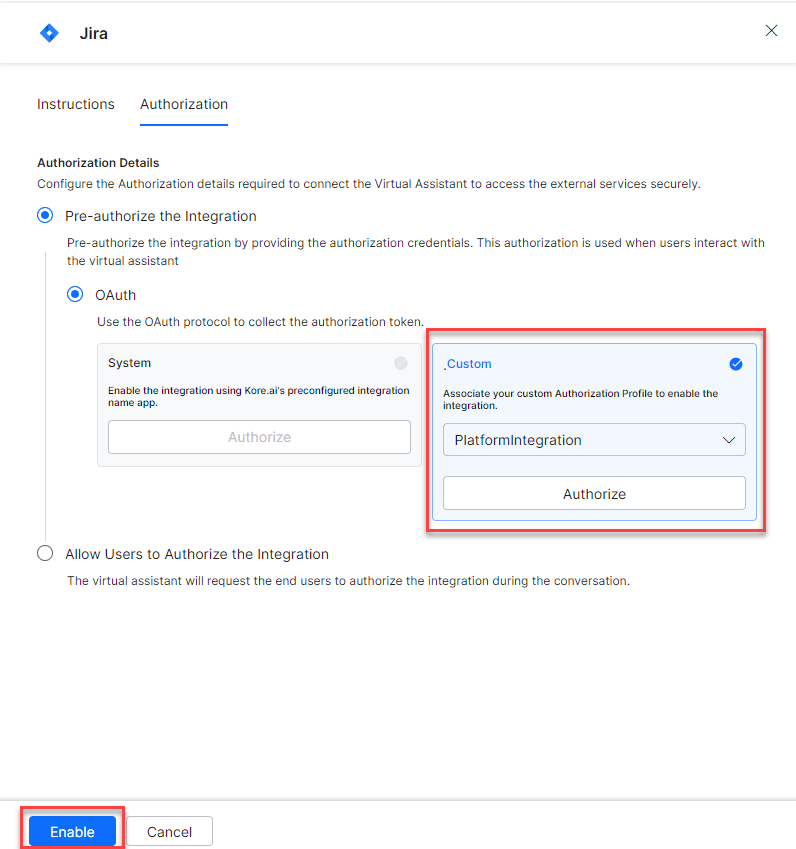 Jira
Instructions
Authorization
Authorization Details
Configure the Authorization details required to connect the Virtual Assistant to access the external services securely.
Pre-authorize the Integration
Pre-authorize the integration by providing the authorization credentials. This authorization is used when users interact with
the virtual assistant
OAuth
Use the OAuth protocol to collect the authorization token.
System
Enable the integration using Kore.ai's preconfigured integration
name app.
Authorize
.Custom
Associate your custom Authorization Profile to enable the
integration.
PlatformIntegration
Authorize
Allow Users to Authorize the Integration
The virtual assistant will request the end users to authorize the integration during the conversation.
Enable
Cancel